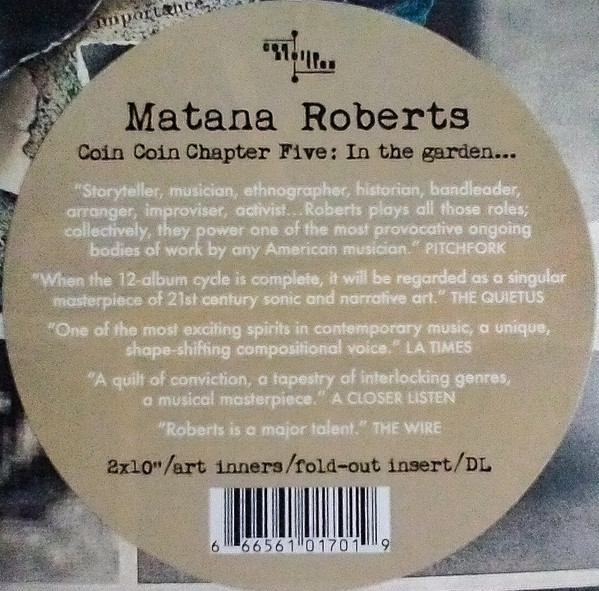 importance
constellation
Matana Roberts
Coin Coin Chapter Five: In the garden...
"Storyteller, musician, ethnographer, historian, bandleader,
arranger, improviser, activist...Roberts plays all those roles;
collectively, they power one of the most provocative ongoing
bodies of work by any American musician." PITCHFORK
"When the 12-album cycle is complete, it will be regarded as a singular
masterpiece of 21st century sonic and narrative art." THE QUIETUS
"One of the most exciting spirits in contemporary music, a unique,
shape-shifting compositional voice." LA TIMES
"A quilt of conviction, a tapestry of interlocking genres,
a musical masterpiece." A CLOSER LISTEN
"Roberts is a major talent." THE WIRE
2x10"/art inners/fold-out insert/DL
6 66561 01701 9